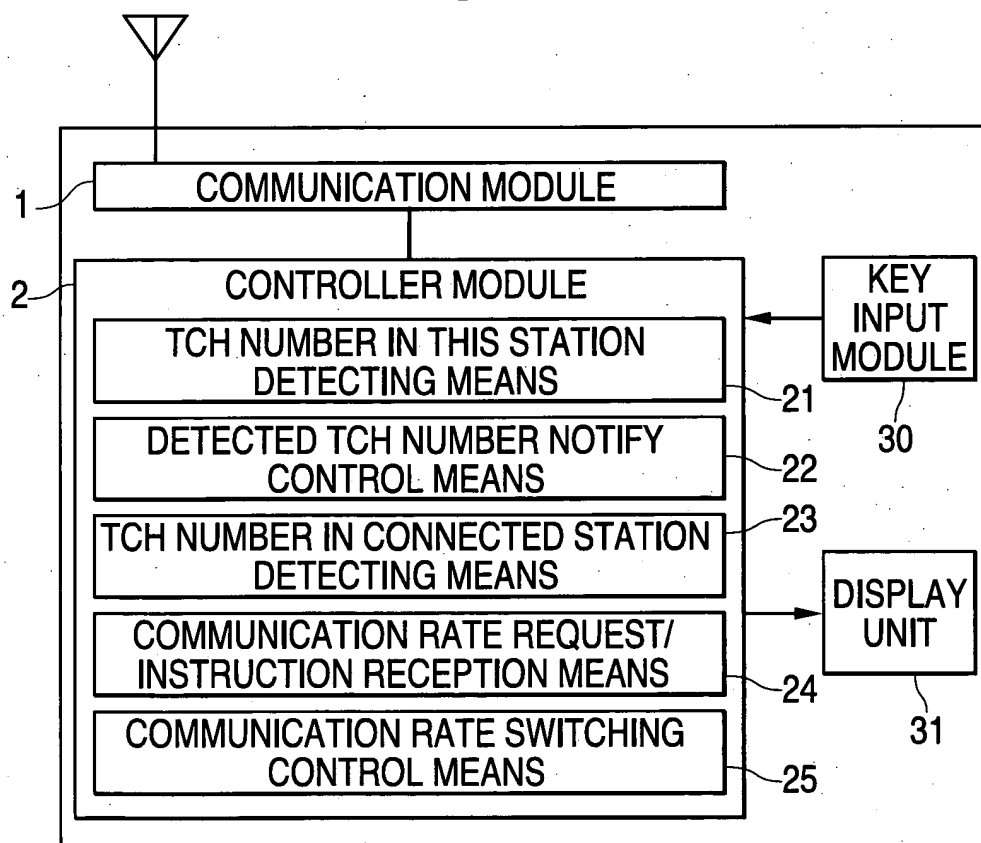 1
COMMUNICATION MODULE
2
CONTROLLER MODULE
TCH NUMBER IN THIS STATION
DETECTING MEANS
21
DETECTED TCH NUMBER NOTIFY
CONTROL MEANS
22
TCH NUMBER IN CONNECTED STATION
DETECTING MEANS
23
COMMUNICATION RATE REQUEST/
INSTRUCTION RECEPTION MEANS
24
COMMUNICATION RATE SWITCHING
CONTROL MEANS
25
KEY
INPUT
MODULE
30
DISPLAY
UNIT
31